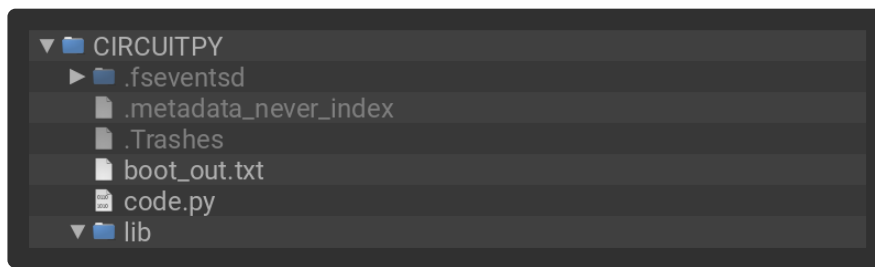 CIRCUITPY
.fseventsd
.metadata_never_index
.Trashes
boot_out.txt
code.py
lib